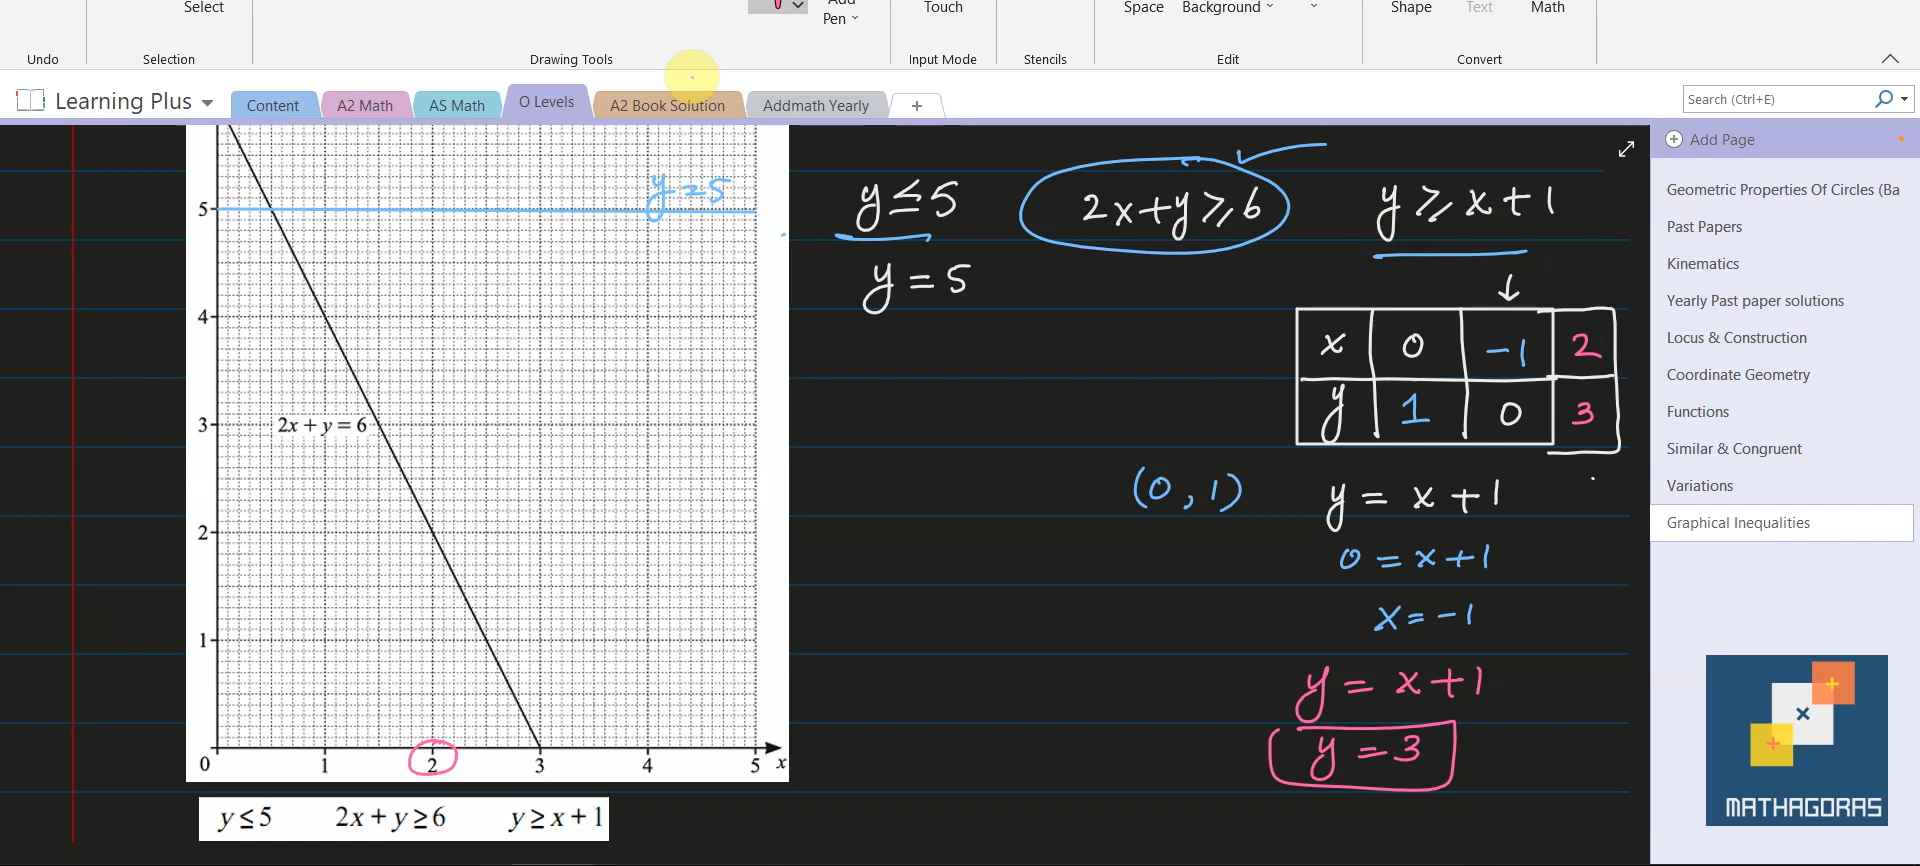 Select
Add
Pen
Touch
Space Background
Shape Text Math
Undo Selection Drawing Tools Input Mode Stencils Edit Convert
Learning Plus Content A2 Math AS Math O Levels A2 Book Solution Addmath Yearly + Search (Ctrl+E)
Add Page
Geometric Properties Of Circles (Ba
Past Papers
Kinematics
Yearly Past paper solutions
Locus & Construction
Coordinate Geometry
Functions
Similar & Congruent
Variations
Graphical Inequalities
y = 5
5
4
3
2x + y = 6
2
1
0 1 2 3 4 5 x
y ≤ 5 2x + y ≥ 6 y ≥ x + 1
y ≤ 5 2x+y ≥ 6 y ≥ x + 1
y = 5
x 0 -1 2
y 1 0 3
(0, 1) y = x + 1
0 = x + 1
x = -1
y = x + 1
y = 3
MATHAGORAS